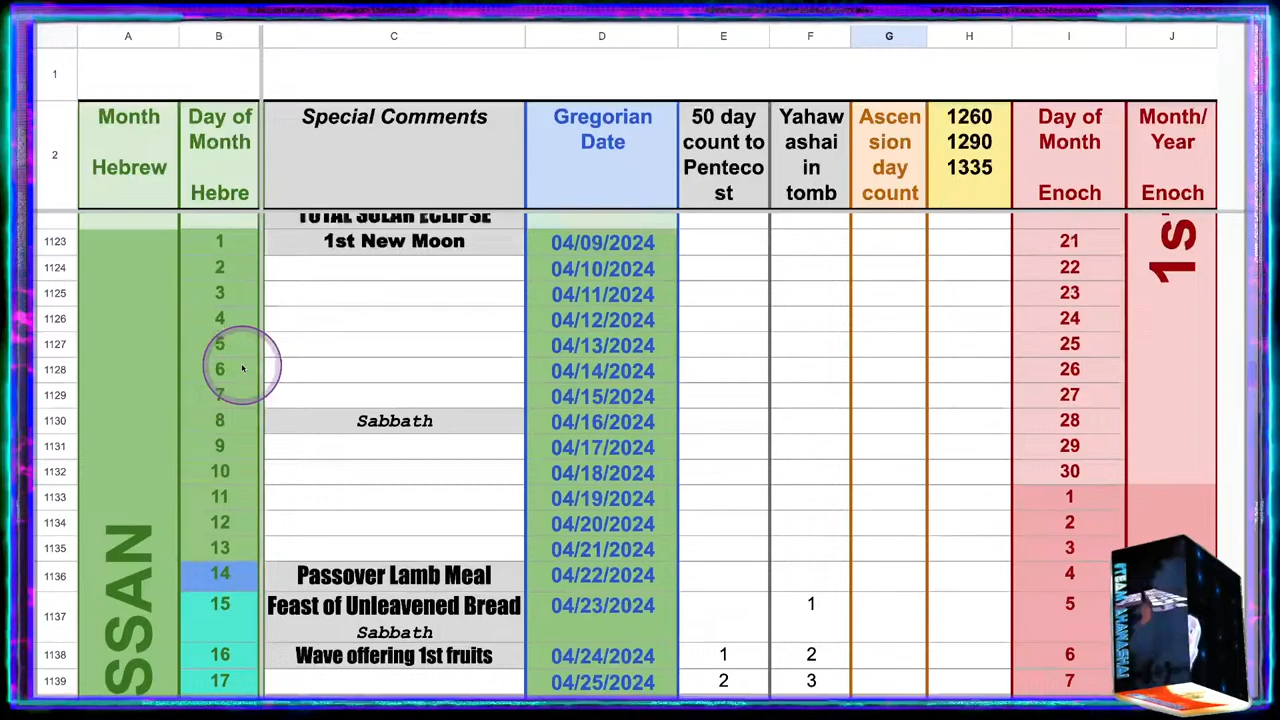 A B C D E F G H I J
1
2
Month Hebrew
Day of Month Hebre
Special Comments
Gregorian Date
50 day count to Penteco st
Yahaw ashai in tomb
Ascen sion day count
1260 1290 1335
Day of Month Enoch
Month/ Year Enoch
TOTAL SOLAR ECLIPSE
1123 1 1st New Moon 04/09/2024 21
1124 2 04/10/2024 22
1125 3 04/11/2024 23
1126 4 04/12/2024 24
1127 5 04/13/2024 25
1128 6 04/14/2024 26
1129 7 04/15/2024 27
1130 8 Sabbath 04/16/2024 28
1131 9 04/17/2024 29
1132 10 04/18/2024 30
1133 11 04/19/2024 1
1134 12 04/20/2024 2
1135 13 04/21/2024 3
1136 14 Passover Lamb Meal 04/22/2024 4
1137 15 Feast of Unleavened Bread 04/23/2024 1 5
Sabbath
1138 16 Wave offering 1st fruits 04/24/2024 1 2 6
1139 17 04/25/2024 2 3 7
SSAN
1s